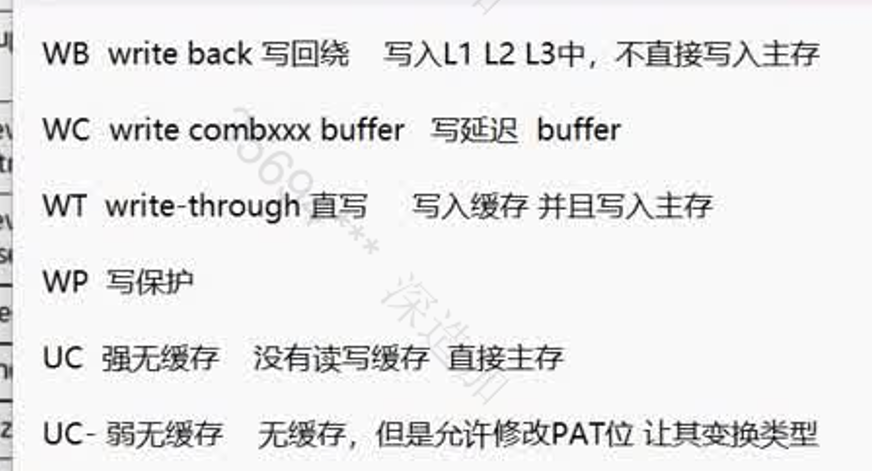 WB write back 写回绕 写入L1 L2 L3中，不直接写入主存
WC write combxxx buffer 写延迟 buffer
WT write-through 直写 写入缓存 并且写入主存
WP 写保护
UC 强无缓存 没有读写缓存 直接主存
UC- 弱无缓存 无缓存，但是允许修改PAT位 让其变换类型